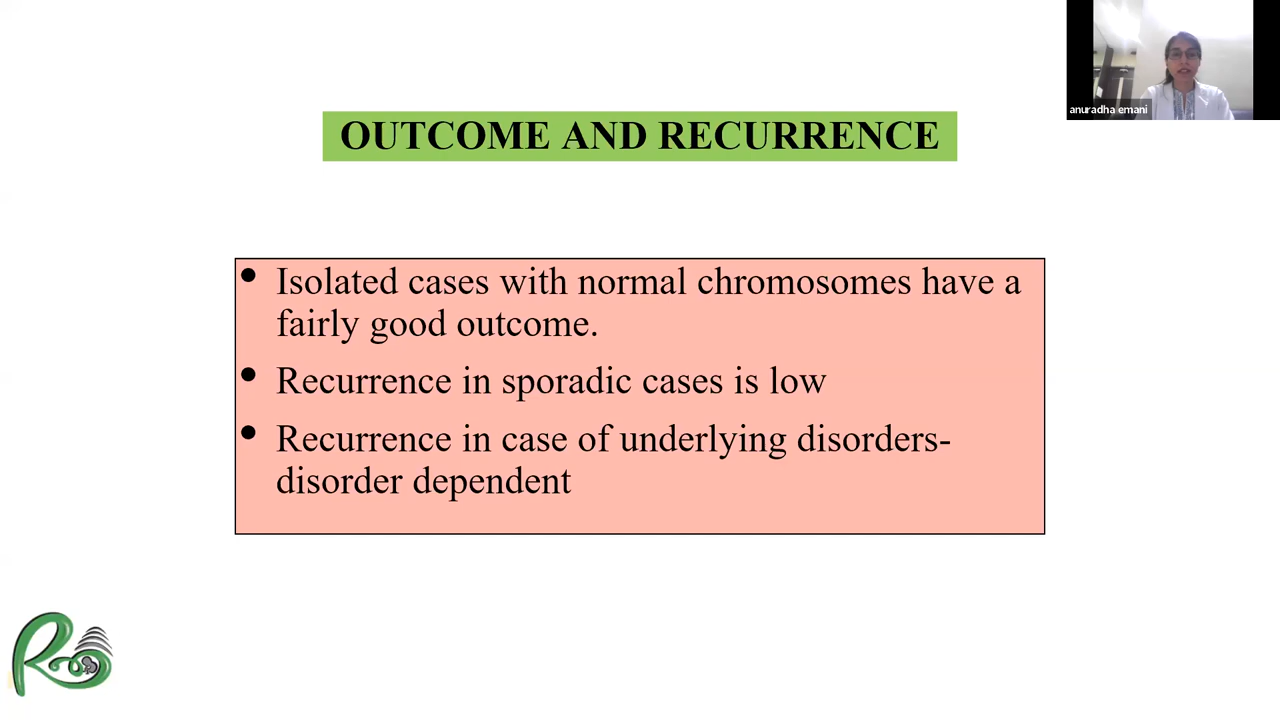 anuradha emani
OUTCOME AND RECURRENCE
• Isolated cases with normal chromosomes have a
fairly good outcome.
• Recurrence in sporadic cases is low
• Recurrence in case of underlying disorders-
disorder dependent